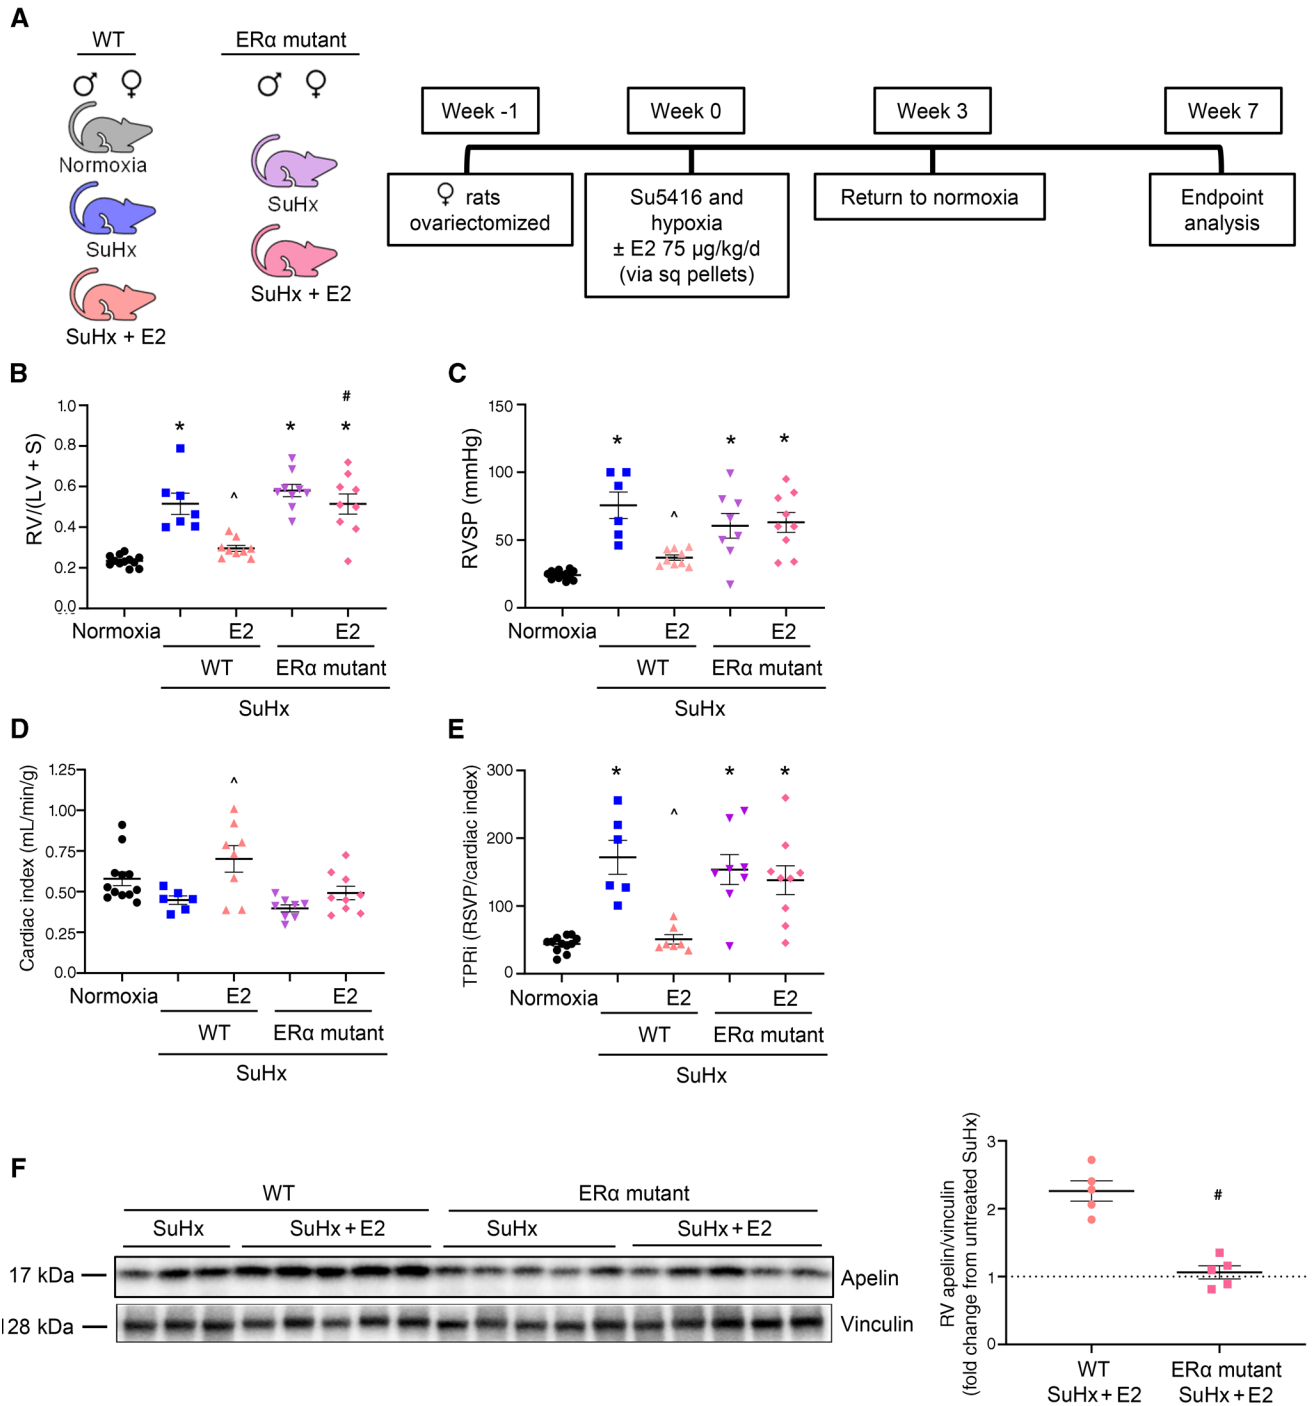 A
WT
ERα mutant
♂ ♀
♂ ♀
Normoxia
SuHx
SuHx + E2
SuHx
SuHx + E2
Week -1
Week 0
Week 3
Week 7
♀ rats
ovariectomized
Su5416 and
hypoxia
± E2 75 µg/kg/d
(via sq pellets)
Return to normoxia
Endpoint
analysis
B
RV/(LV + S)
1.0
0.8
0.6
0.4
0.2
0.0
*
^
*
#
*
Normoxia
E2
E2
WT
ERα mutant
SuHx
C
RVSP (mmHg)
150
100
50
0
*
^
*
*
Normoxia
E2
E2
WT
ERα mutant
SuHx
D
Cardiac index (mL/min/g)
1.25
1.00
0.75
0.50
0.25
0.0
^
Normoxia
E2
E2
WT
ERα mutant
SuHx
E
TPRi (RSVP/cardiac index)
300
200
100
0
*
^
*
*
Normoxia
E2
E2
WT
ERα mutant
SuHx
F
WT
ERα mutant
SuHx
SuHx + E2
SuHx
SuHx + E2
17 kDa
Apelin
128 kDa
Vinculin
RV apelin/vinculin
(fold change from untreated SuHx)
3
2
1
0
#
WT
SuHx + E2
ERα mutant
SuHx + E2